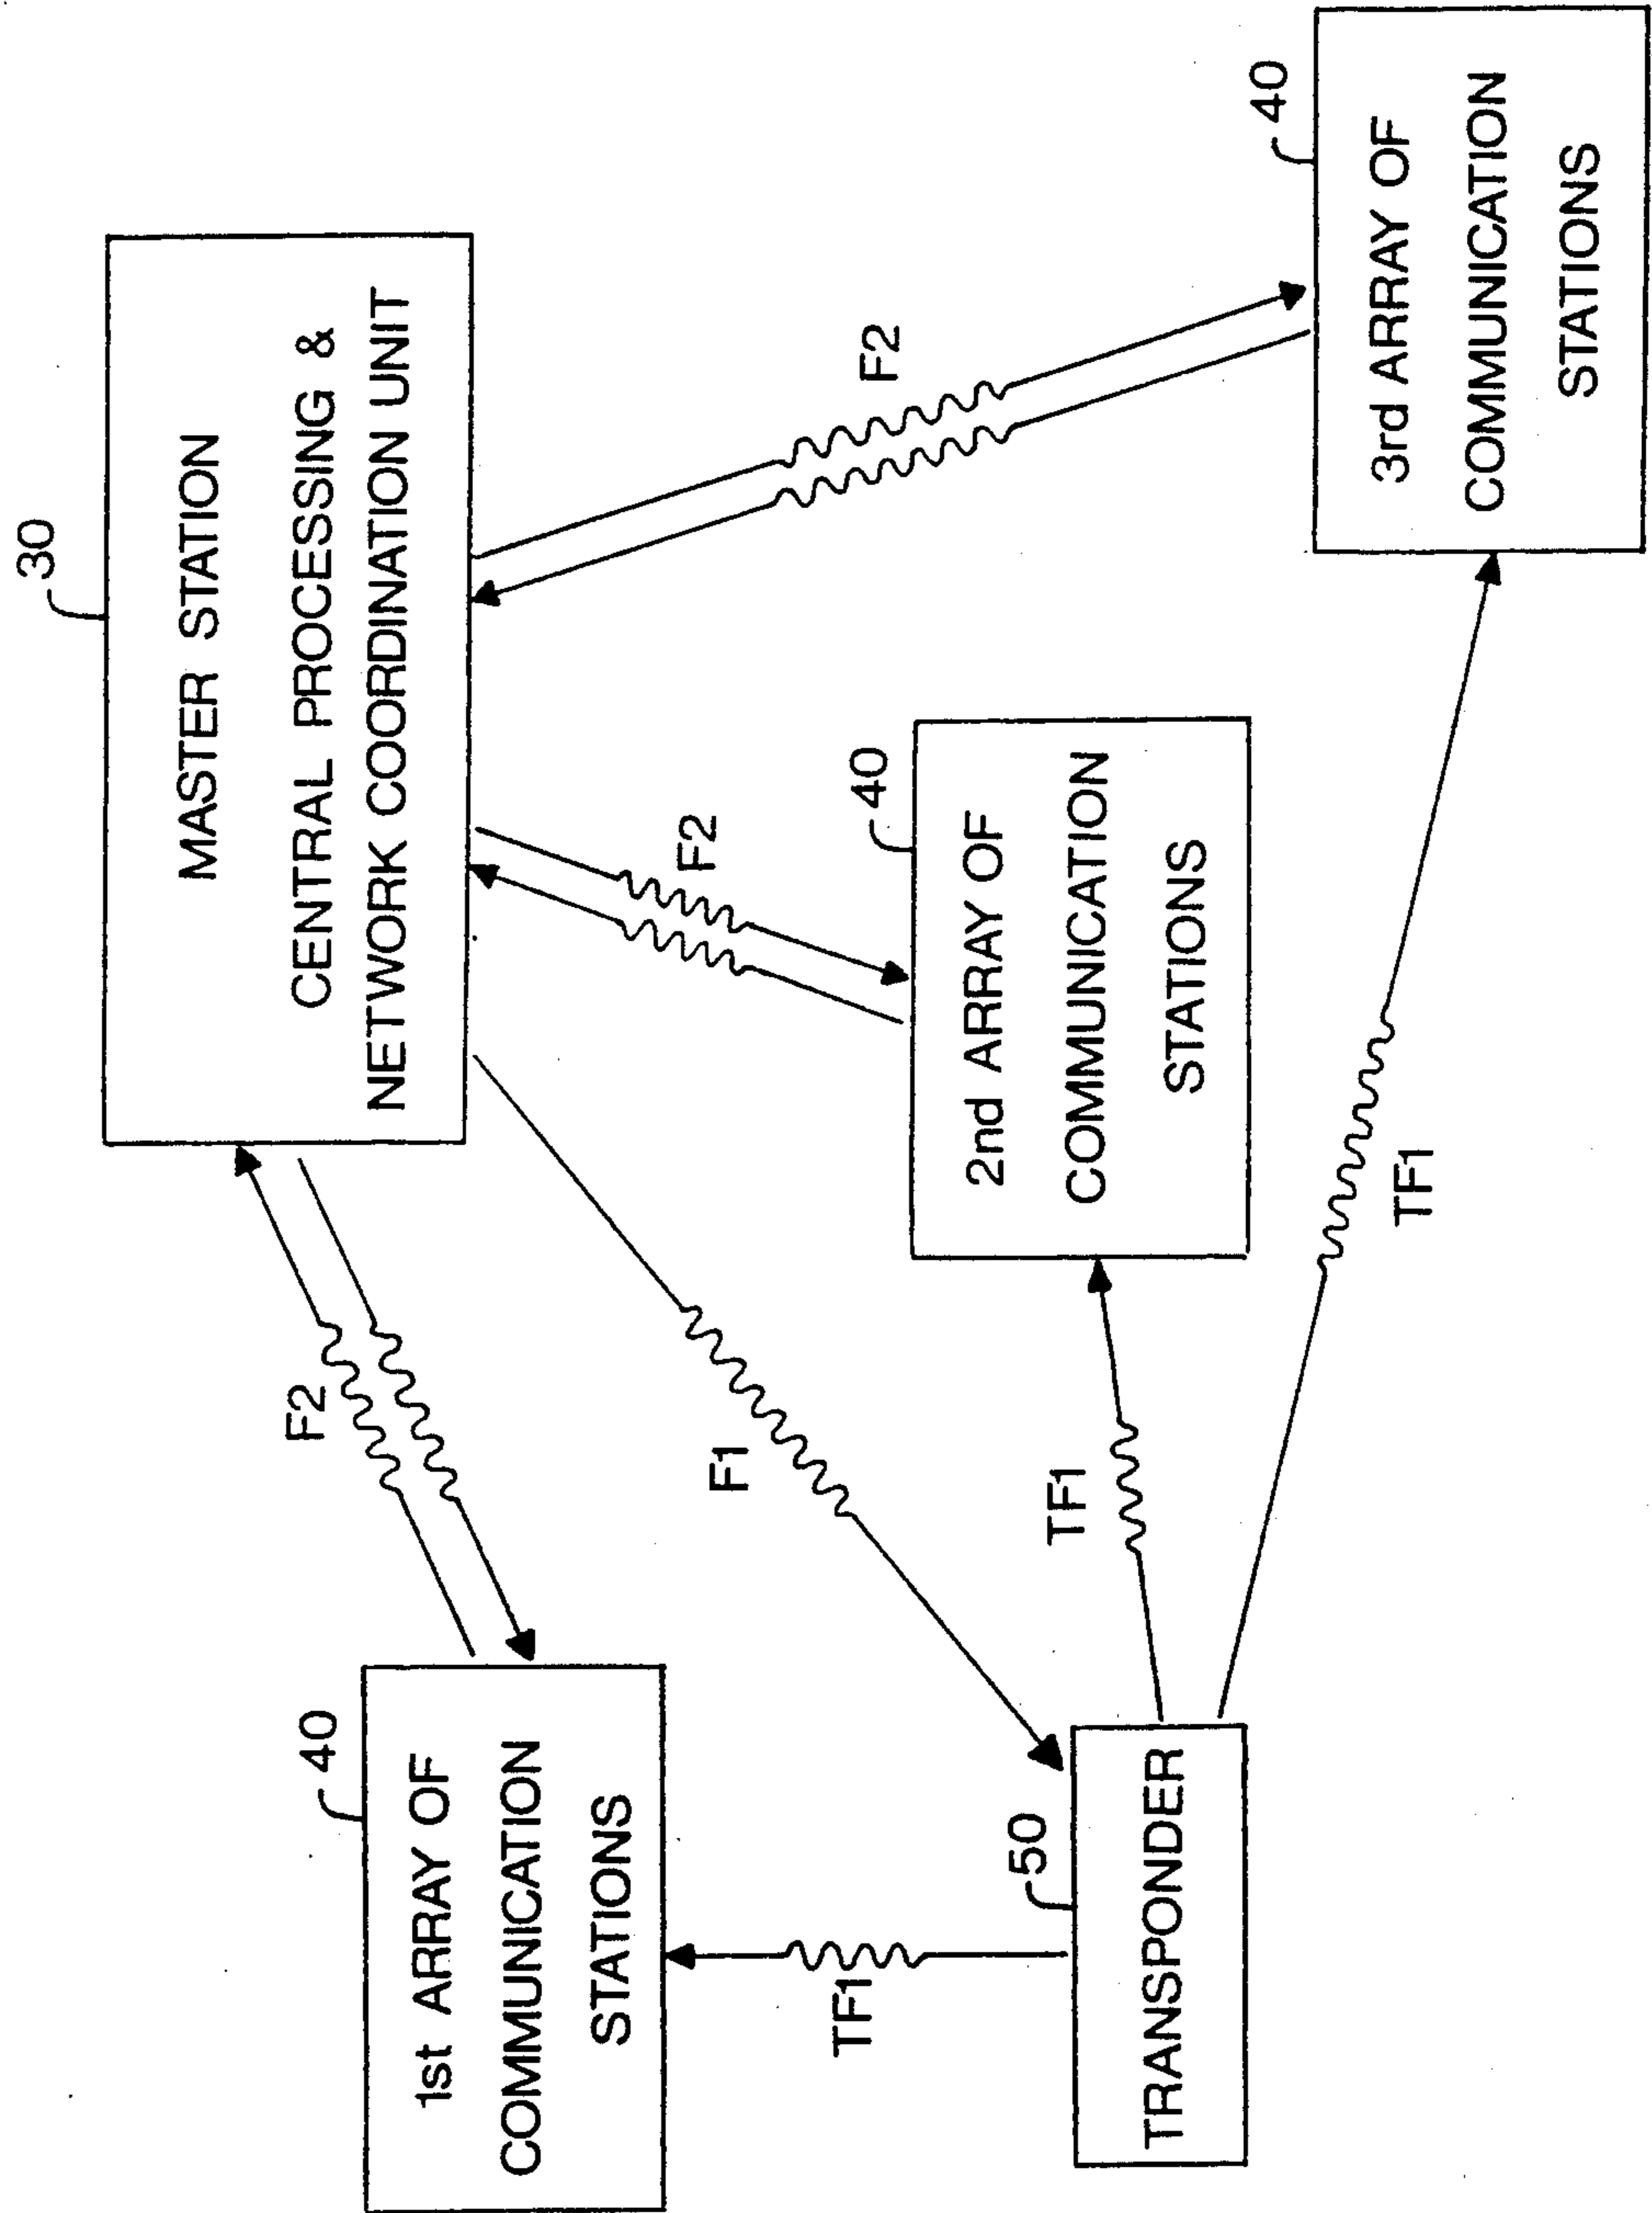 30
MASTER STATION
CENTRAL PROCESSING &
NETWORK COORDINATION UNIT
F2
40
1st ARRAY OF
COMMUNICATION
STATIONS
F1
F2
F2
TF1
40
2nd ARRAY OF
COMMUNICATION
STATIONS
50
TRANSPONDER
TF1
TF1
40
3rd ARRAY OF
COMMUNICATION
STATIONS